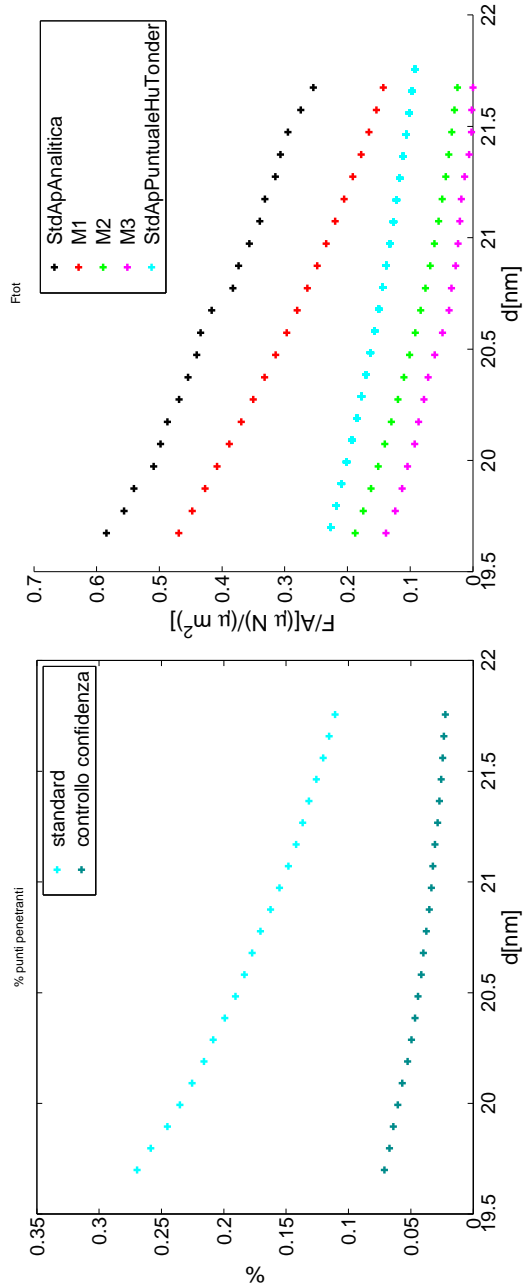 % punti penetranti
standard
controllo confidenza
%
0.35
0.3
0.25
0.2
0.15
0.1
0.05
0
19.5
20
20.5
21
21.5
22
d[nm]
Ftot
StdApAnalitica
M1
M2
M3
StdApPuntualeHuTonder
F/A[(μ N)/(μ m²)]
0.7
0.6
0.5
0.4
0.3
0.2
0.1
0
19.5
20
20.5
21
21.5
22
d[nm]